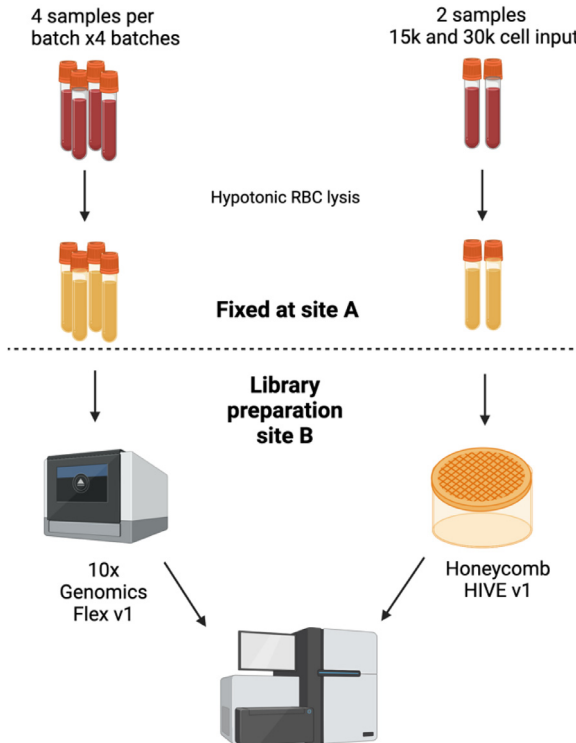 4 samples per
batch x4 batches
2 samples
15k and 30k cell input
Hypotonic RBC lysis
Fixed at site A
Library
preparation
site B
10x
Genomics
Flex v1
Honeycomb
HIVE v1